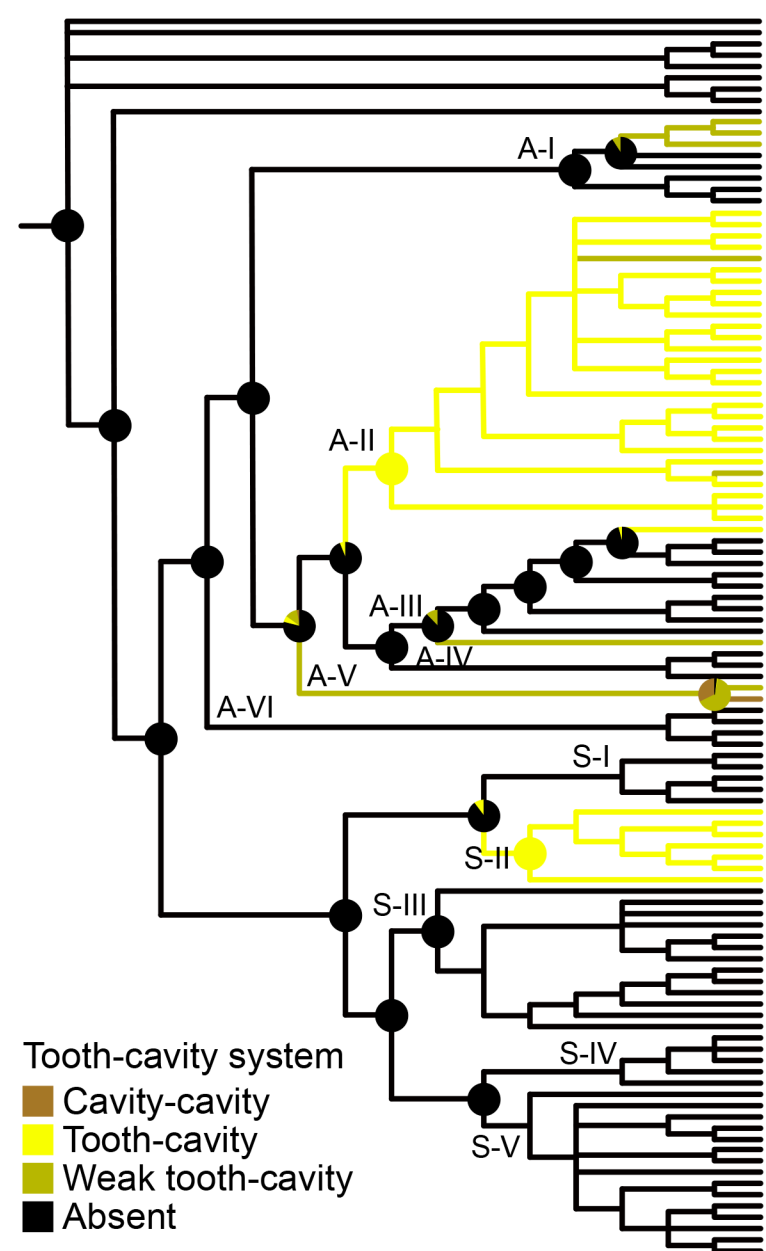 A-I
A-II
A-III
A-IV
A-V
A-VI
S-I
S-II
S-III
S-IV
S-V
Tooth-cavity system
Cavity-cavity
Tooth-cavity
Weak tooth-cavity
Absent